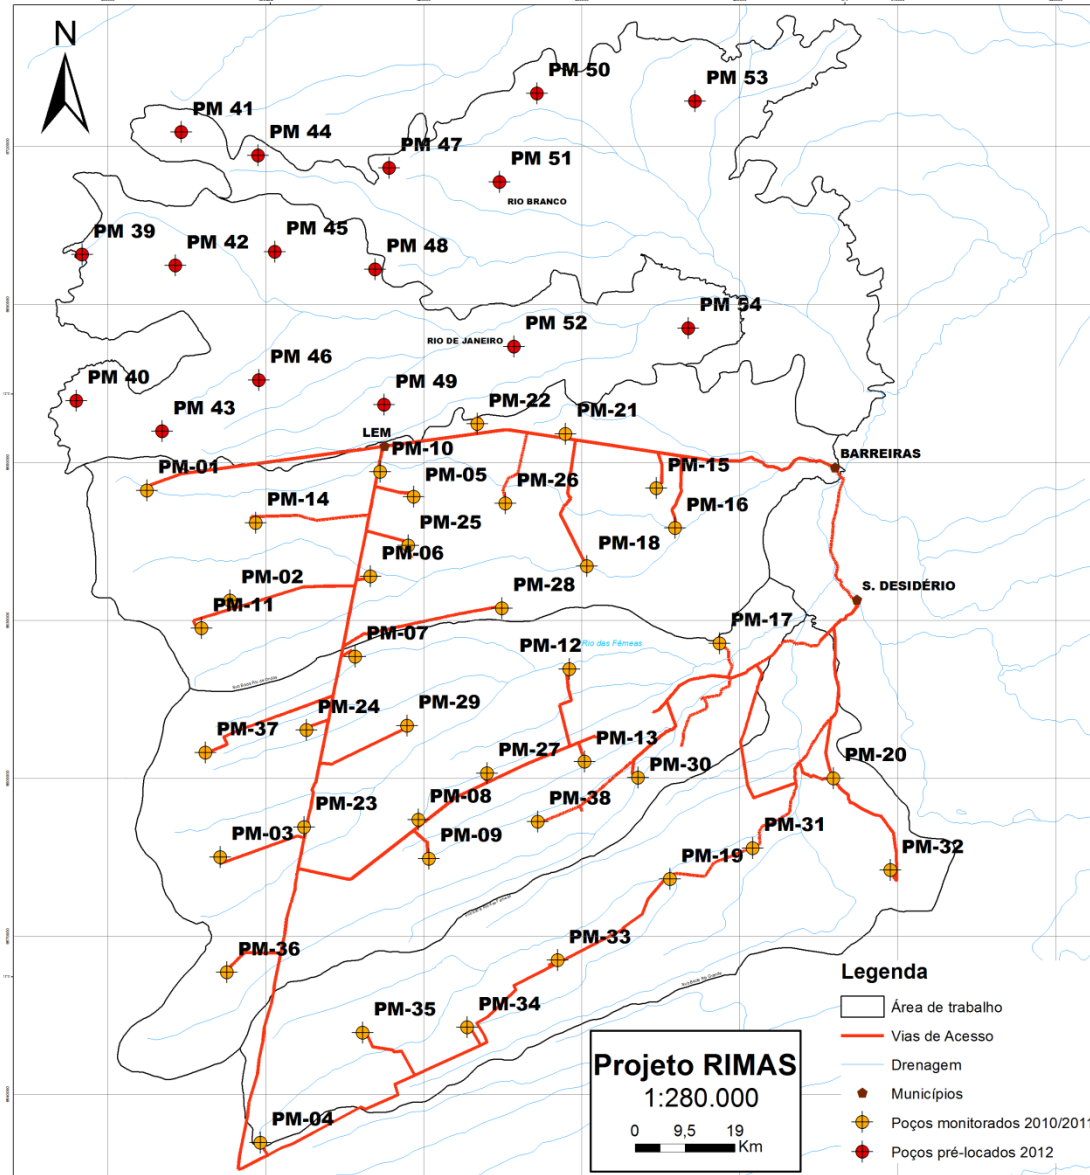 N
PM 50
PM 53
PM 41
PM 44
PM 47
PM 51
RIO BRANCO
PM 39
PM 42
PM 45
PM 48
PM 54
PM 52
RIO DE JANEIRO
PM 46
PM 40
PM 49
PM 43
PM-22
PM-21
LEM
PM-10
BARREIRAS
PM-01
PM-05
PM-15
PM-26
PM-14
PM-16
PM-25
PM-06
PM-18
PM-02
PM-28
S. DESIDÉRIO
PM-11
PM-17
PM-07
PM-12
Rio das Fêmeas
PM-24
PM-29
PM-37
PM-13
PM-27
PM-30
PM-20
PM-23
PM-08
PM-38
PM-03
PM-09
PM-31
PM-19
PM-32
PM-36
PM-33
PM-35
PM-34
PM-04
Projeto RIMAS
1:280.000
0 9,5 19
Km
Legenda
Área de trabalho
Vias de Acesso
Drenagem
Municípios
Poços monitorados 2010/2011
Poços pré-locados 2012